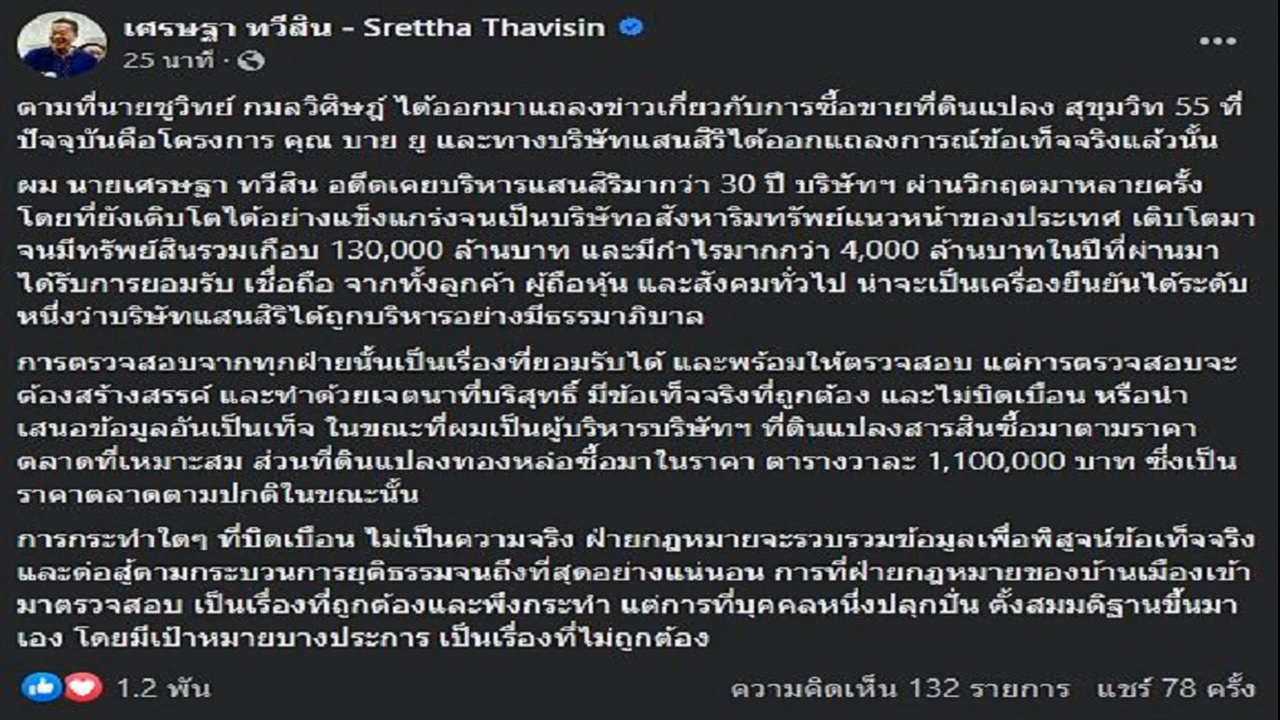 เศรษฐา ทวีสิน - Srettha Thavisin
25 นาที ·
ตามที่นายชูวิทย์ กมลวิศิษฎ์ ได้ออกมาแถลงข่าวเกี่ยวกับการซื้อขายที่ดินแปลง สุขุมวิท 55 ที่
ปัจจุบันคือโครงการ คุณ บาย ยู และทางบริษัทแสนสิริได้ออกแถลงการณ์ข้อเท็จจริงแล้วนั้น
ผม นายเศรษฐา ทวีสิน อดีตเคยบริหารแสนสิริมากว่า 30 ปี บริษัทฯ ผ่านวิกฤตมาหลายครั้ง
โดยที่ยังเติบโตได้อย่างแข็งแกร่งจนเป็นบริษัทอสังหาริมทรัพย์แนวหน้าของประเทศ เติบโตมา
จนมีทรัพย์สินรวมเกือบ 130,000 ล้านบาท และมีกำไรมากกว่า 4,000 ล้านบาทในปีที่ผ่านมา
ได้รับการยอมรับ เชื่อถือ จากทั้งลูกค้า ผู้ถือหุ้น และสังคมทั่วไป น่าจะเป็นเครื่องยืนยันได้ระดับ
หนึ่งว่าบริษัทแสนสิริได้ถูกบริหารอย่างมีธรรมาภิบาล
การตรวจสอบจากทุกฝ่ายนั้นเป็นเรื่องที่ยอมรับได้ และพร้อมให้ตรวจสอบ แต่การตรวจสอบจะ
ต้องสร้างสรรค์ และทำด้วยเจตนาที่บริสุทธิ์ มีข้อเท็จจริงที่ถูกต้อง และไม่บิดเบือน หรือนำ
เสนอข้อมูลอันเป็นเท็จ ในขณะที่ผมเป็นผู้บริหารบริษัทฯ ที่ดินแปลงสารสินซื้อมาตามราคา
ตลาดที่เหมาะสม ส่วนที่ดินแปลงทองหล่อซื้อมาในราคา ตารางวาละ 1,100,000 บาท ซึ่งเป็น
ราคาตลาดตามปกติในขณะนั้น
การกระทำใดๆ ที่บิดเบือน ไม่เป็นความจริง ฝ่ายกฎหมายจะรวบรวมข้อมูลเพื่อพิสูจน์ข้อเท็จจริง
และต่อสู้ตามกระบวนการยุติธรรมจนถึงที่สุดอย่างแน่นอน การที่ฝ่ายกฎหมายของบ้านเมืองเข้า
มาตรวจสอบ เป็นเรื่องที่ถูกต้องและพึงกระทำ แต่การที่บุคคลหนึ่งปลุกปั่น ตั้งสมมติฐานขึ้นมา
เอง โดยมีเป้าหมายบางประการ เป็นเรื่องที่ไม่ถูกต้อง
1.2 พัน ความคิดเห็น 132 รายการ แชร์ 78 ครั้ง